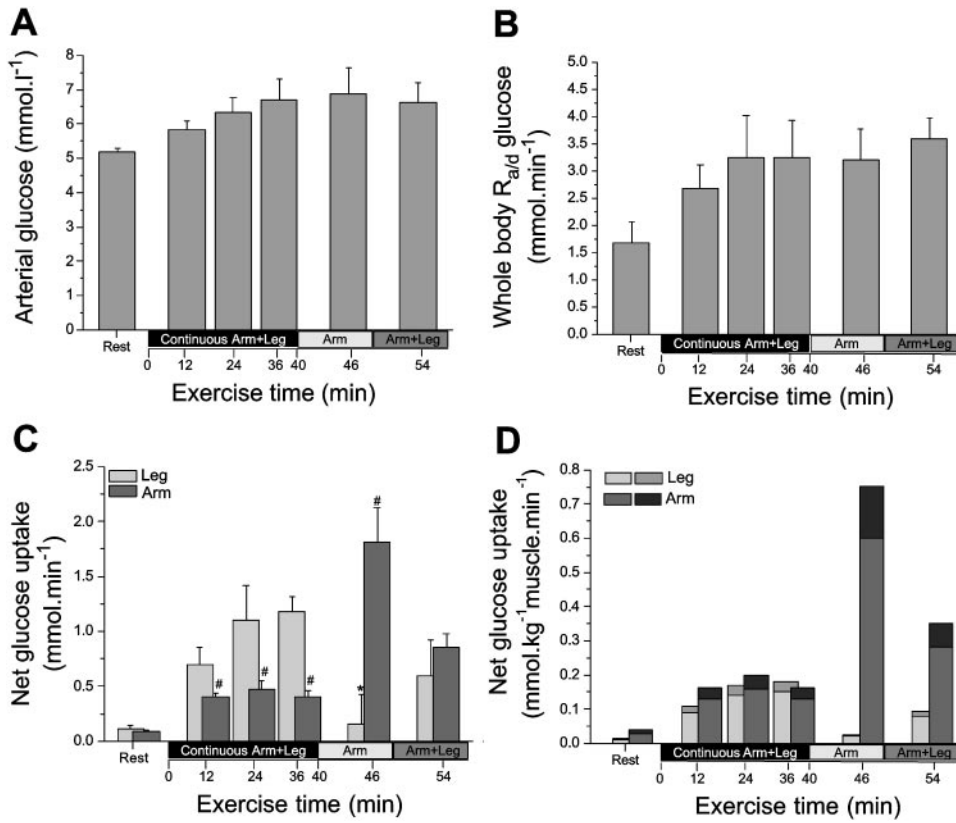 A
Arterial glucose (mmol.l⁻¹)
8
7
6
5
4
3
2
1
0
Rest
Continuous Arm+Leg
Arm
Arm+Leg
0 12 24 36 40 46 54
Exercise time (min)
B
Whole body Ra/d glucose
(mmol.min⁻¹)
5.0
4.5
4.0
3.5
3.0
2.5
2.0
1.5
1.0
0.5
0.0
Rest
Continuous Arm+Leg
Arm
Arm+Leg
0 12 24 36 40 46 54
Exercise time (min)
C
Net glucose uptake
(mmol.min⁻¹)
2.5
2.0
1.5
1.0
0.5
0.0
Leg
Arm
# # # * #
Rest
Continuous Arm+Leg
Arm
Arm+Leg
0 12 24 36 40 46 54
Exercise time (min)
D
Net glucose uptake
(mmol.kg⁻¹muscle.min⁻¹)
0.8
0.7
0.6
0.5
0.4
0.3
0.2
0.1
0.0
Leg
Arm
Rest
Continuous Arm+Leg
Arm
Arm+Leg
0 12 24 36 40 46 54
Exercise time (min)